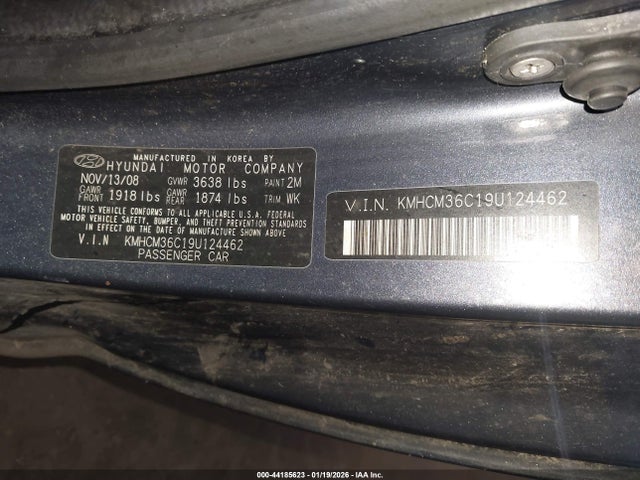 MANUFACTURED IN KOREA BY
HYUNDAI MOTOR COMPANY
NOV/13/08 GVWR 3638 lbs PAINT 2M
GAWR FRONT 1918 lbs GAWR REAR 1874 lbs TRIM WK
THIS VEHICLE CONFORMS TO ALL APPLICABLE U.S.A. FEDERAL
MOTOR VEHICLE SAFETY, BUMPER, AND THEFT PREVENTION STANDARDS
IN EFFECT ON THE DATE OF MANUFACTURE SHOWN ABOVE.
V.I.N KMHCM36C19U124462
PASSENGER CAR
V.I.N. KMHCM36C19U124462
000-44185623 - 01/19/2026 - IAA Inc.